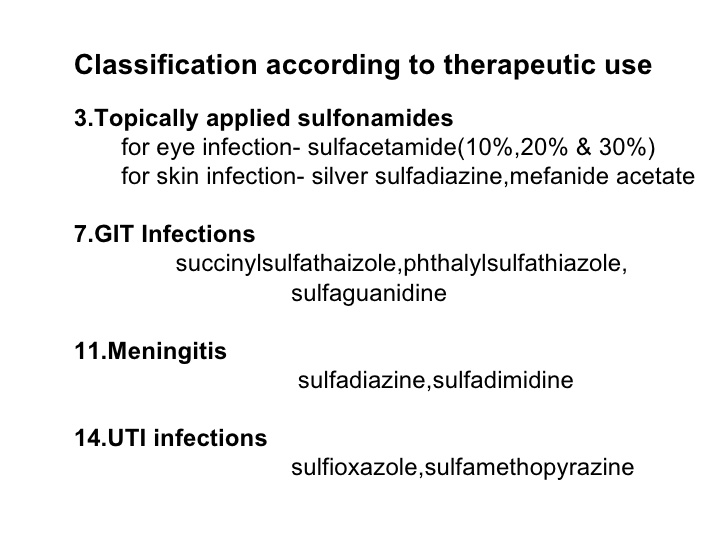 Classification according to therapeutic use
3.Topically applied sulfonamides
for eye infection- sulfacetamide(10%,20% & 30%)
for skin infection- silver sulfadiazine,mefanide acetate
7.GIT Infections
succinylsulfathaizole,phthalylsulfathiazole,
sulfaguanidine
11.Meningitis
sulfadiazine,sulfadimidine
14.UTI infections
sulfioxazole,sulfamethopyrazine